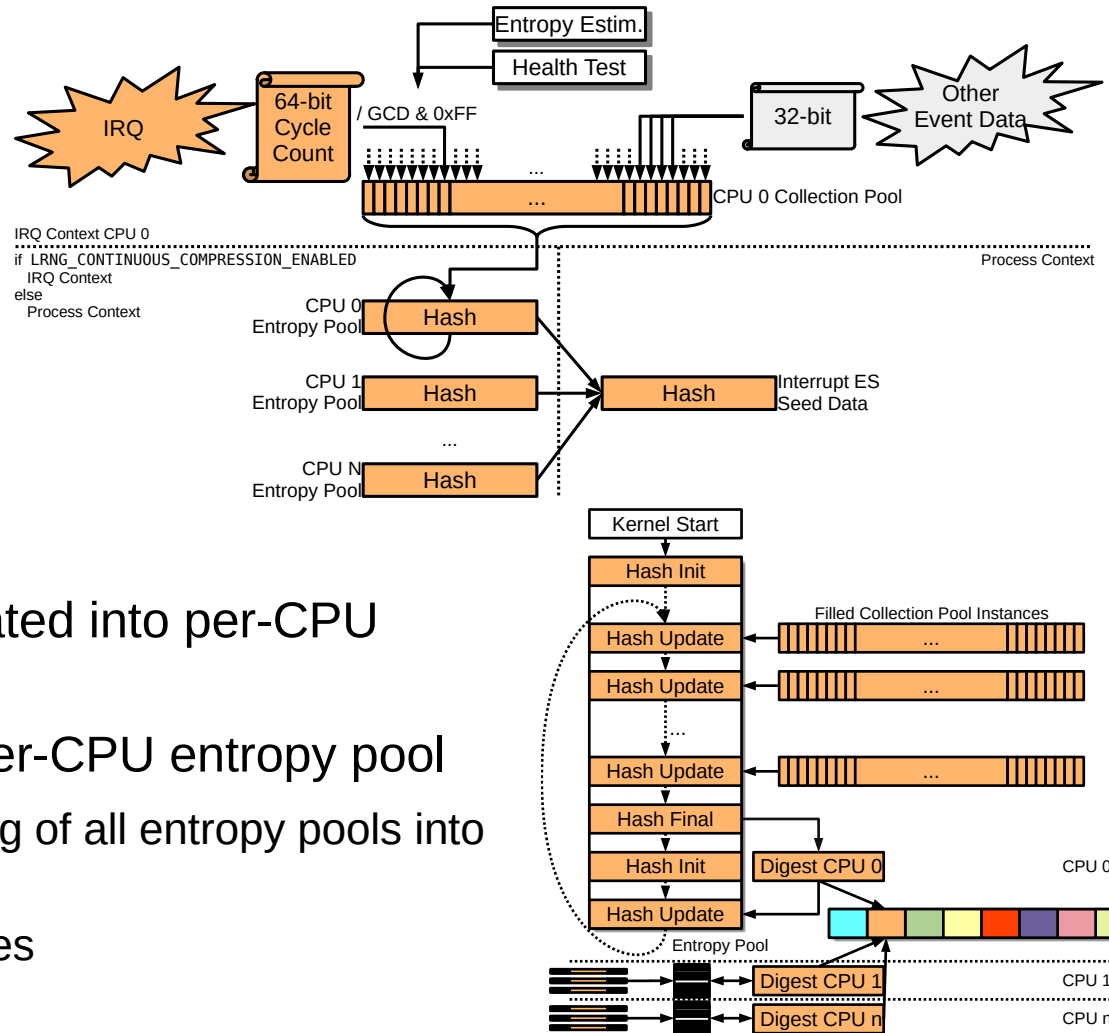 Entropy Estim.
Health Test
IRQ
64-bit
Cycle
Count
/ GCD & 0xFF
32-bit
Other
Event Data
...
...
CPU 0 Collection Pool
IRQ Context CPU 0
if LRNG_CONTINUOUS_COMPRESSION_ENABLED
IRQ Context
else
Process Context
Process Context
CPU 0
Entropy Pool
Hash
CPU 1
Entropy Pool
Hash
Hash
Interrupt ES
Seed Data
...
CPU N
Entropy Pool
Hash
Kernel Start
Hash Init
Filled Collection Pool Instances
Hash Update
...
Hash Update
...
...
Hash Update
...
Hash Final
Hash Init
Digest CPU 0
CPU 0
Hash Update
Entropy Pool
Digest CPU 1
CPU 1
Digest CPU n
CPU n
ated into per-CPU
er-CPU entropy pool
g of all entropy pools into
es